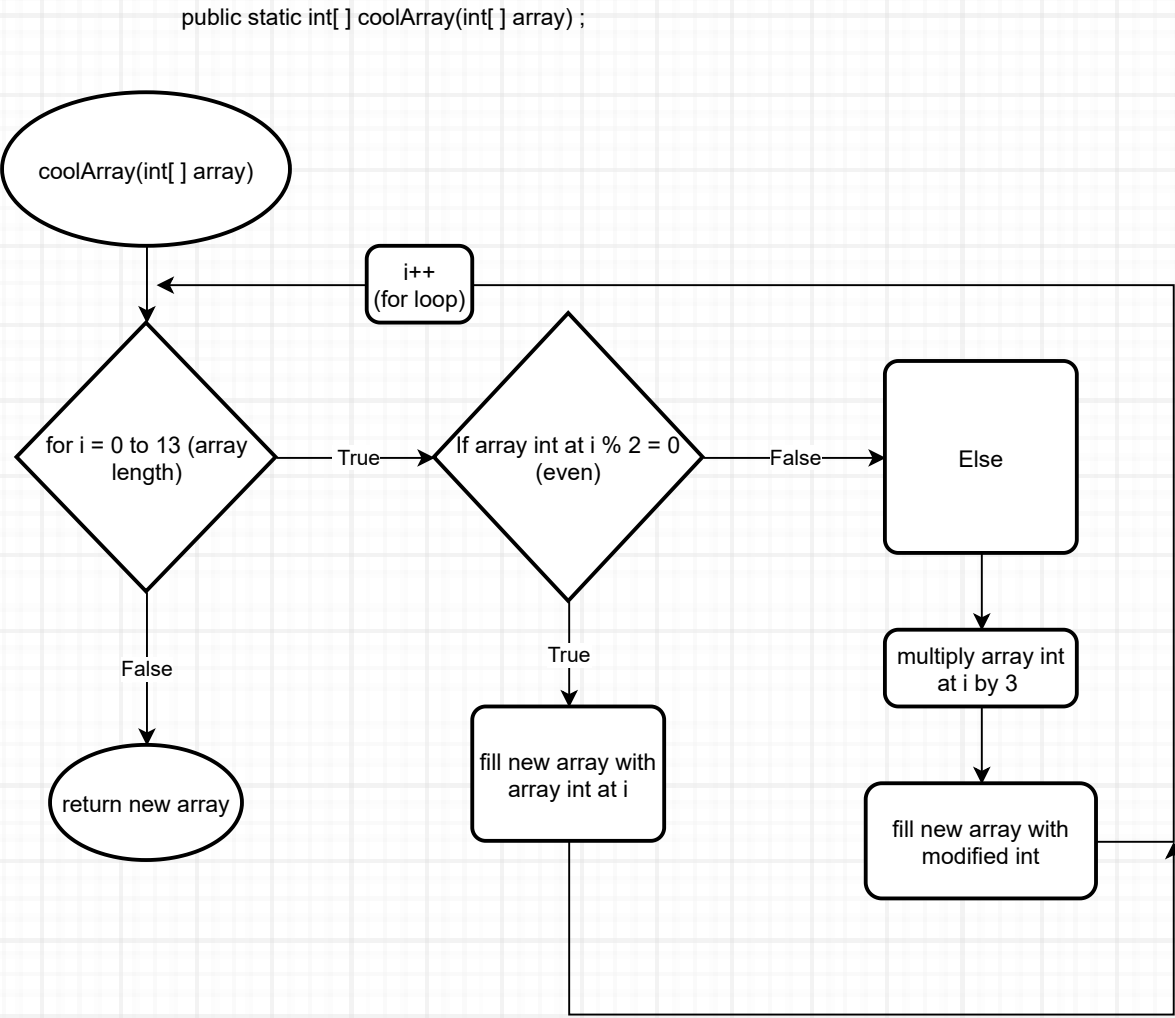 public static int[ ] coolArray(int[ ] array) ;
coolArray(int[ ] array)
i++
(for loop)
for i = 0 to 13 (array
length)
True
If array int at i % 2 = 0
(even)
False
Else
False
True
multiply array int
at i by 3
return new array
fill new array with
array int at i
fill new array with
modified int